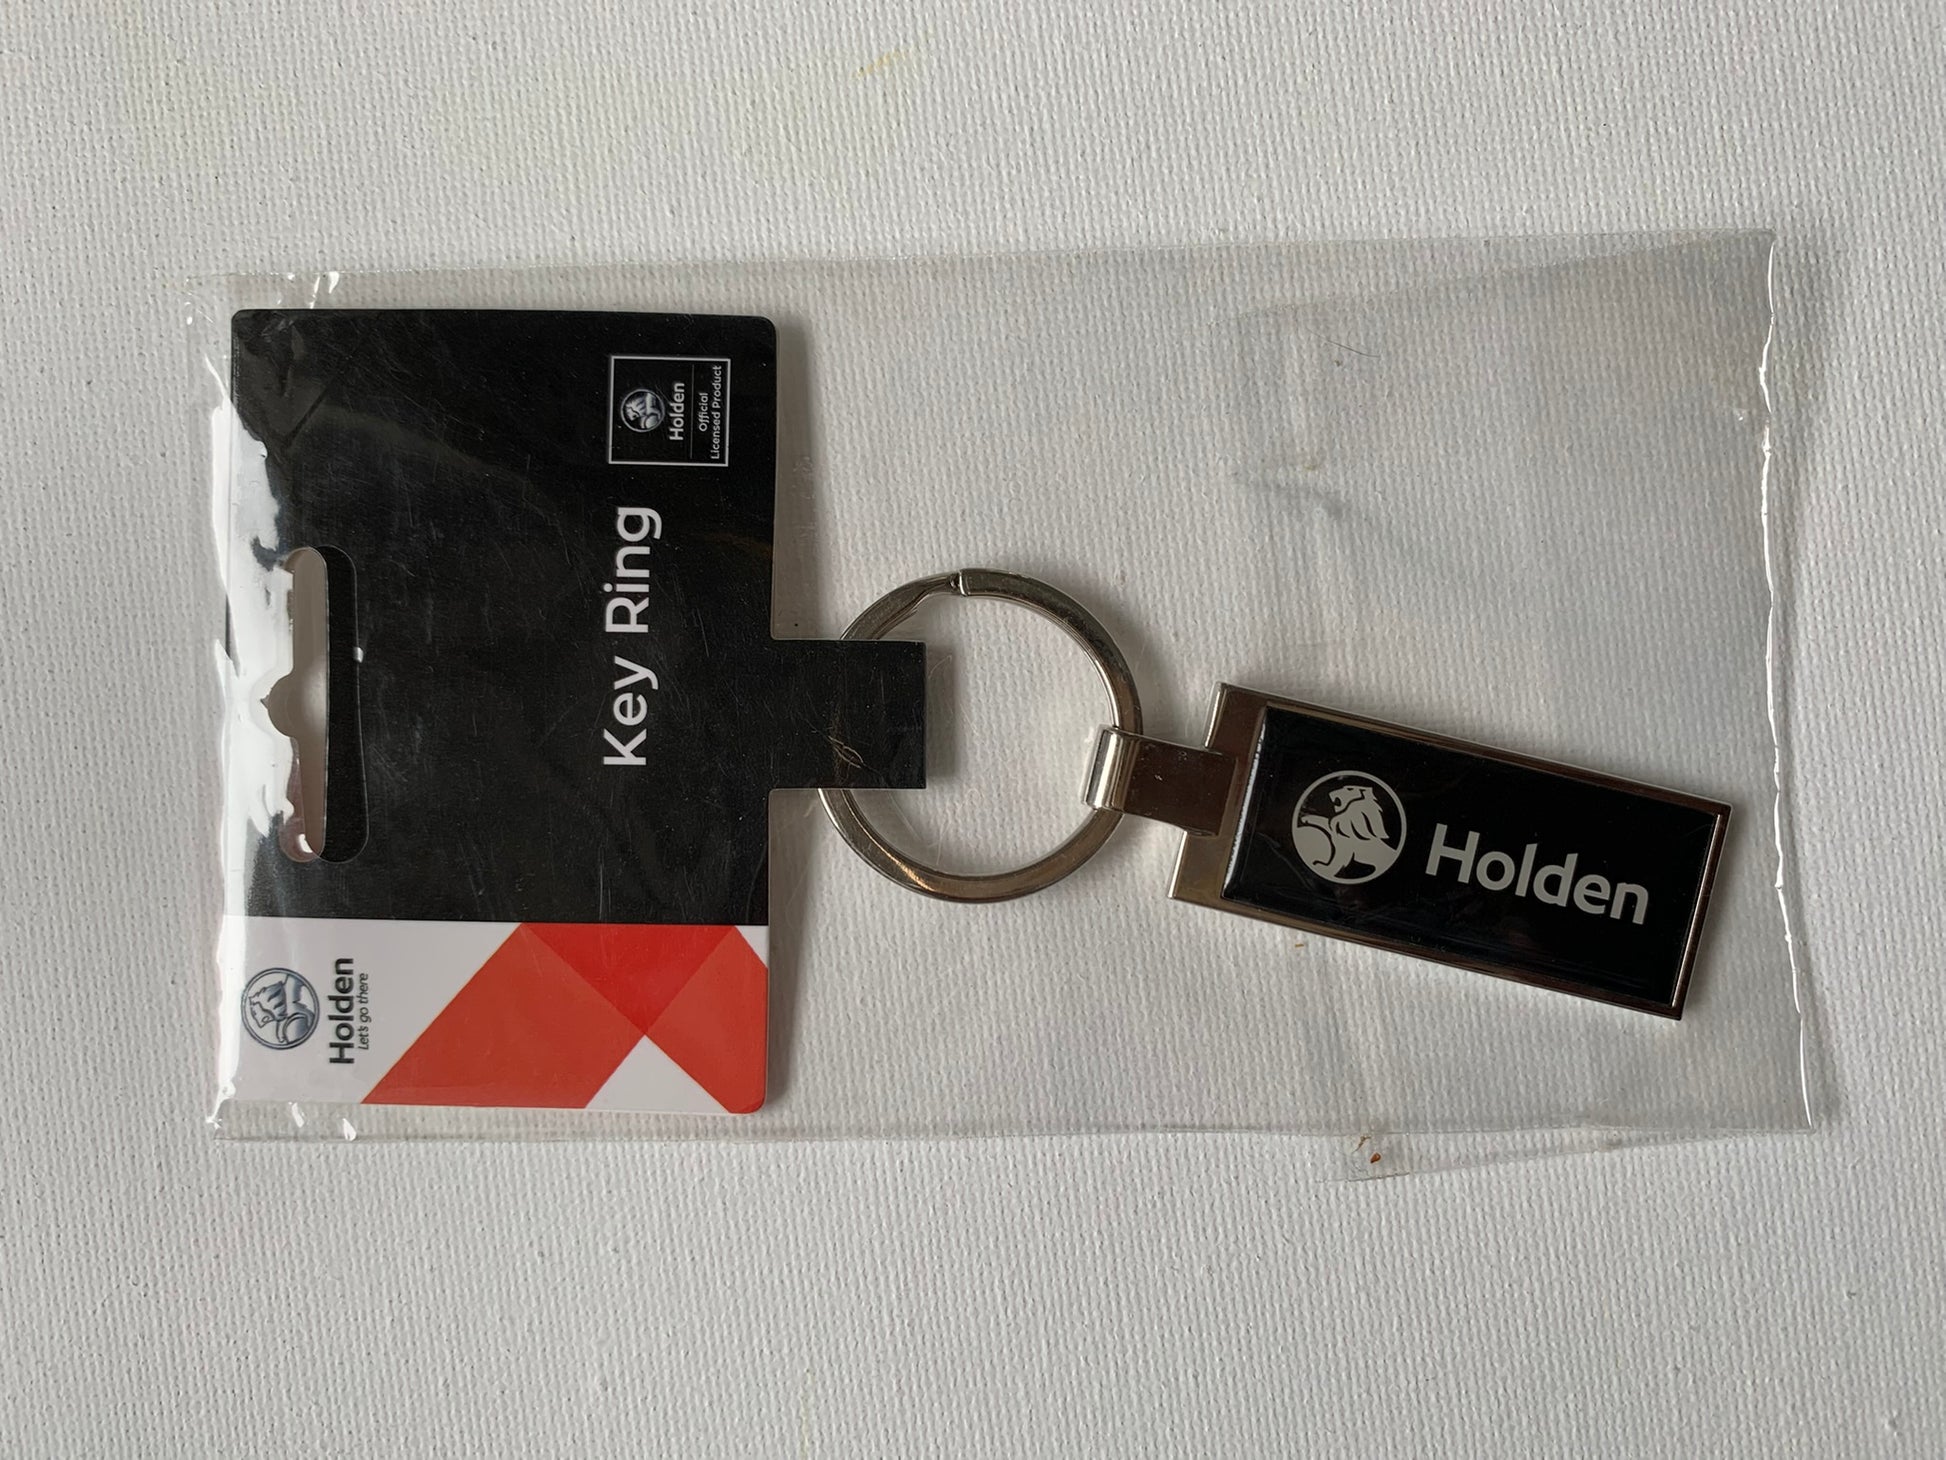 Holden
Let's go there
Key Ring
Holden
Official
Licensed Product
Holden